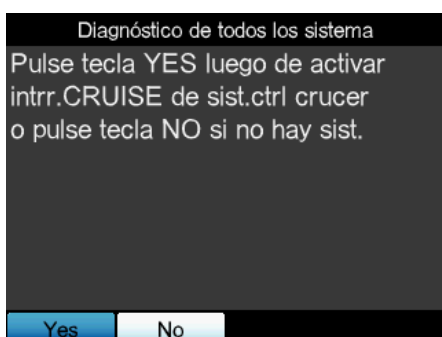 Diagnóstico de todos los sistema
Pulse tecla YES luego de activar
intrr.CRUISE de sist.ctrl crucer
o pulse tecla NO si no hay sist.
Yes No